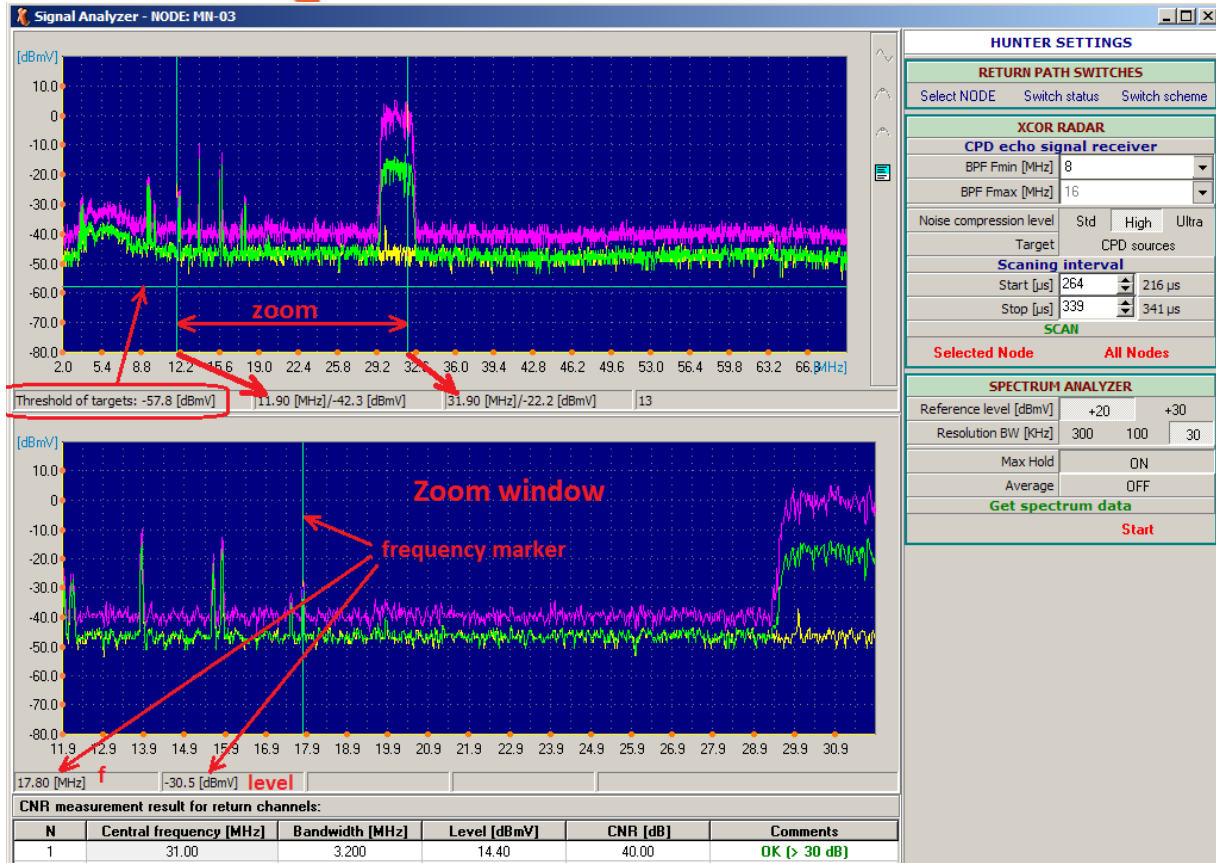 Signal Analyzer - NODE: MN-03
[dBmV]
10.0
0
-10.0
-20.0
-30.0
-40.0
-50.0
-60.0
-70.0
-80.0
zoom
2.0 5.4 8.8 12.2 15.6 19.0 22.4 25.8 29.2 32.6 36.0 39.4 42.8 46.2 49.6 53.0 56.4 59.8 63.2 66.6 [MHz]
Threshold of targets: -57.8 [dBmV] 11.90 [MHz]/-42.3 [dBmV] 31.90 [MHz]/-22.2 [dBmV] 13
[dBmV]
10.0
0
-10.0
-20.0
-30.0
-40.0
-50.0
-60.0
-70.0
-80.0
Zoom window
frequency marker
11.9 12.9 13.9 14.9 15.9 16.9 17.9 18.9 19.9 20.9 21.9 22.9 23.9 24.9 25.9 26.9 27.9 28.9 29.9 30.9
17.80 [MHz] f -30.5 [dBmV] level
CNR measurement result for return channels:
N Central frequency [MHz] Bandwidth [MHz] Level [dBmV] CNR [dB] Comments
1 31.00 3.200 14.40 40.00 OK (> 30 dB)
HUNTER SETTINGS
RETURN PATH SWITCHES
Select NODE Switch status Switch scheme
XCOR RADAR
CPD echo signal receiver
BPF Fmin [MHz] 8
BPF Fmax [MHz] 16
Noise compression level Std High Ultra
Target CPD sources
Scaning interval
Start [µs] 264 216 µs
Stop [µs] 339 341 µs
SCAN
Selected Node All Nodes
SPECTRUM ANALYZER
Reference level [dBmV] +20 +30
Resolution BW [KHz] 300 100 30
Max Hold ON
Average OFF
Get spectrum data
Start